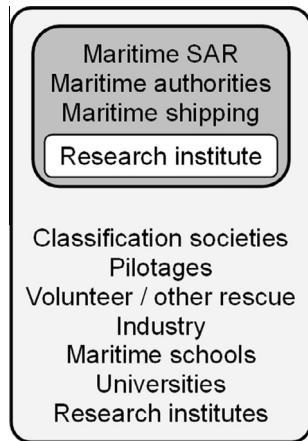 Maritime SAR
Maritime authorities
Maritime shipping
Research institute
Classification societies
Pilotages
Volunteer / other rescue
Industry
Maritime schools
Universities
Research institutes